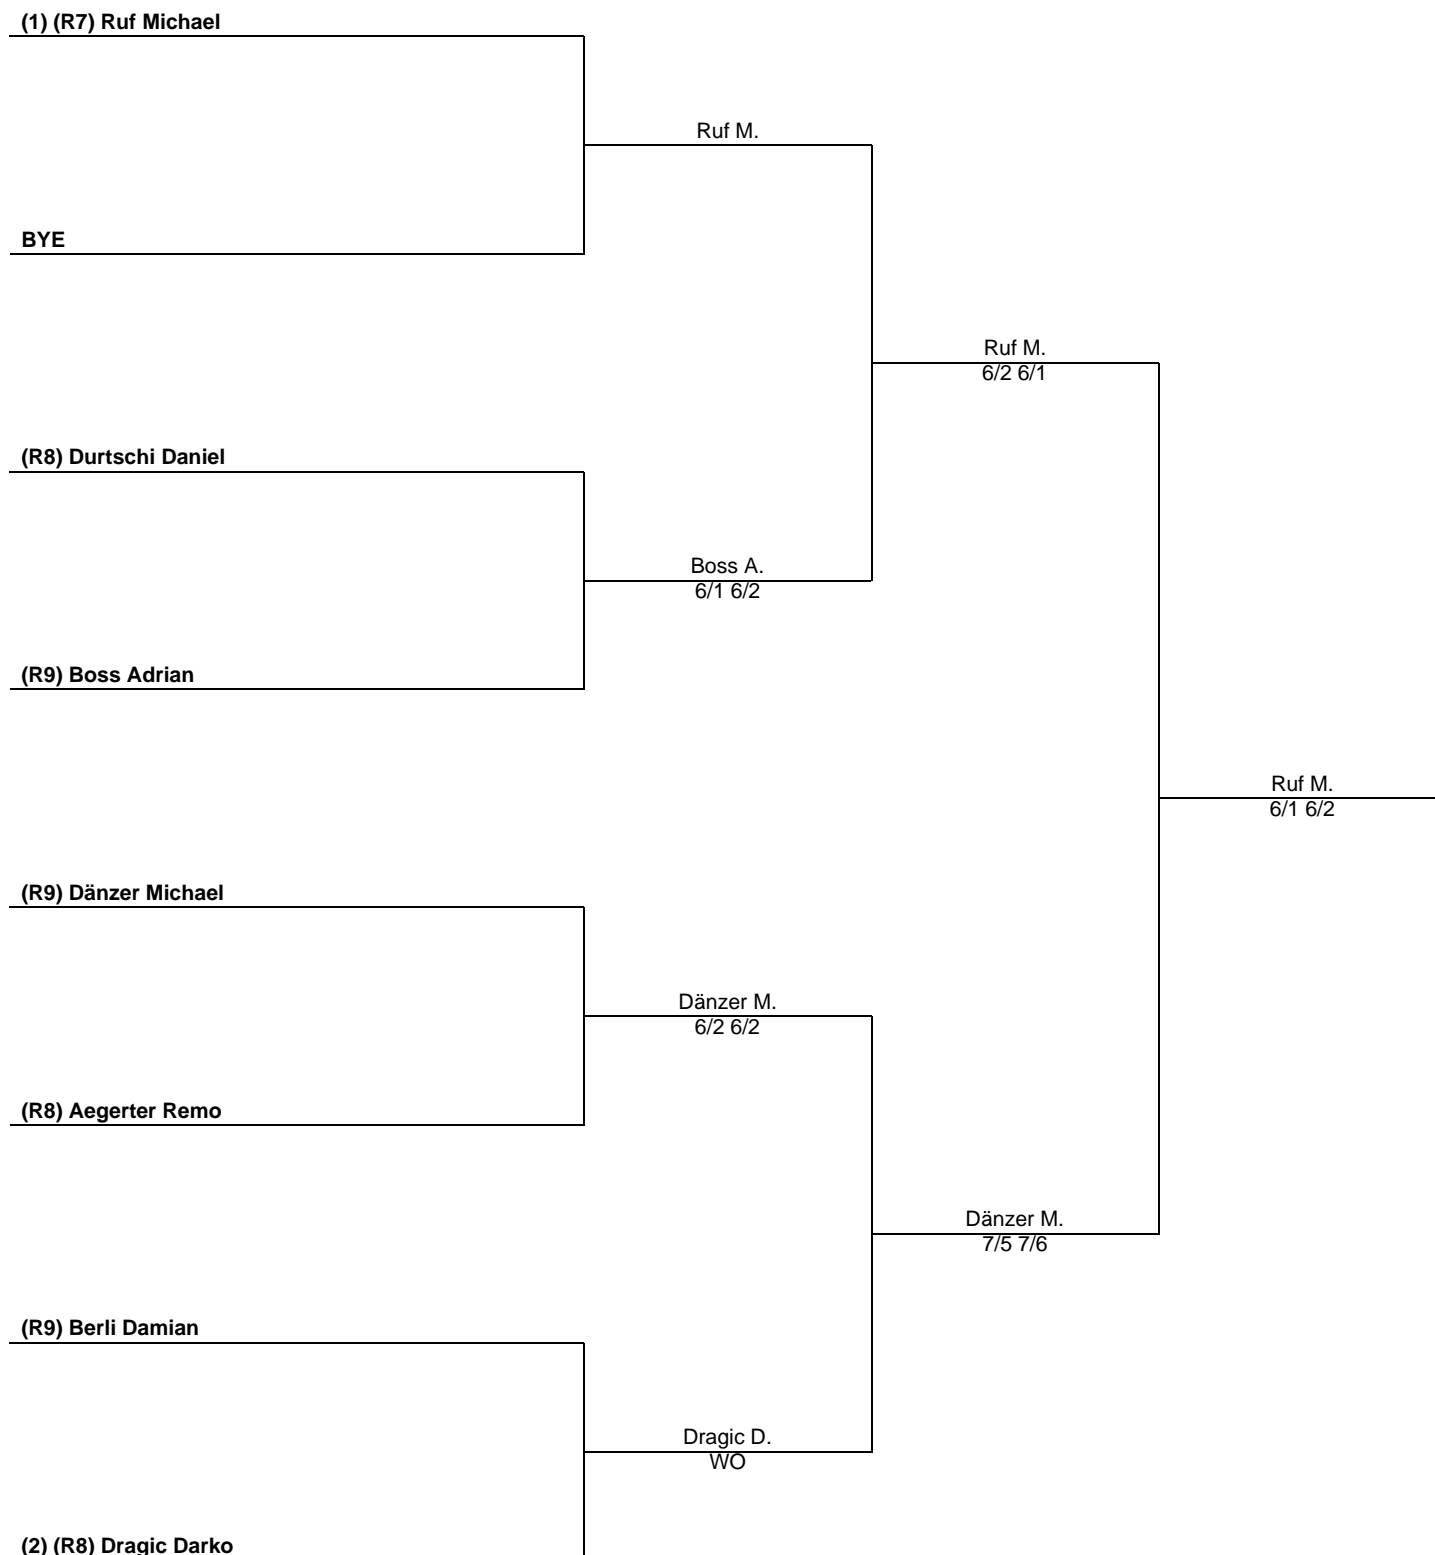 (1) (R7) Ruf Michael
Ruf M.
BYE
Ruf M.
6/2 6/1
(R8) Durtschi Daniel
Boss A.
6/1 6/2
(R9) Boss Adrian
Ruf M.
6/1 6/2
(R9) Dänzer Michael
Dänzer M.
6/2 6/2
(R8) Aegerter Remo
Dänzer M.
7/5 7/6
(R9) Berli Damian
Dragic D.
WO
(2) (R8) Dragic Darko